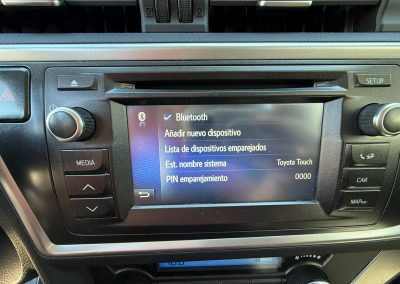 SETUP
Bluetooth
Añadir nuevo dispositivo
Lista de dispositivos emparejados
Est. nombre sistema Toyota Touch
PIN emparejamiento 0000
MEDIA
CAR
MAP